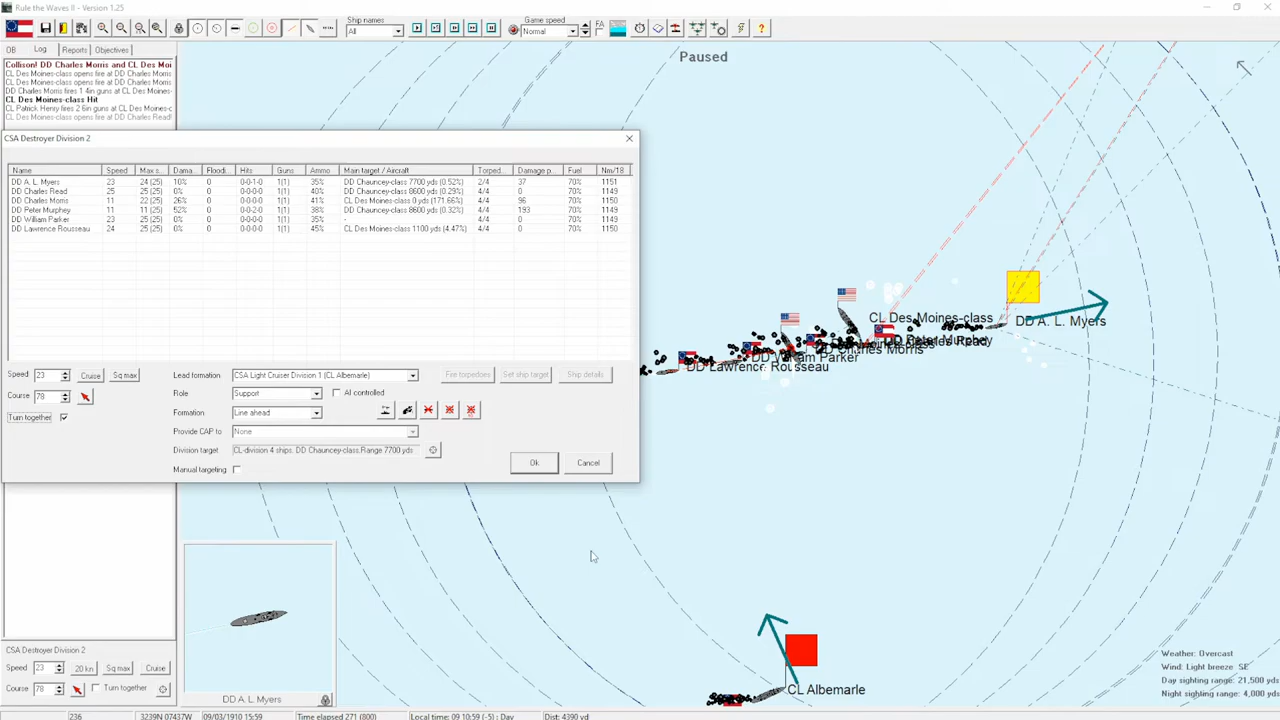 Rule the Waves II - Version 1.25
Ship names
All
Game speed
Normal
FA
OB Log Reports Objectives
Collison! DD Charles Morris and CL Des Moi
CL Des Moines-class opens fire at DD Charles Morris
CL Des Moines-class opens fire at DD Charles Morris
DD Charles Morris fires 1 4in guns at CL Des Moines-
CL Des Moines-class Hit
CL Patrick Henry fires 2 6in guns at CL Des Moines-
CL Des Moines-class opens fire at DD Charles Read!
Paused
CSA Destroyer Division 2
Name Speed Max s... Dama... Floodi... Hits Guns Ammo Main target / Aircraft Torped... Damage p... Fuel Nm/18
DD A. L. Myers 23 24 (25) 10% 0 0-0-1-0 1(1) 35% DD Chauncey-class 7700 yds (0.52%) 2/4 37 70% 1151
DD Charles Read 25 25 (25) 0% 0 0-0-0-0 1(1) 40% DD Chauncey-class 8600 yds (0.29%) 4/4 0 70% 1149
DD Charles Morris 11 22 (25) 26% 0 0-0-0-0 1(1) 41% CL Des Moines-class 0 yds (171.66%) 4/4 96 70% 1150
DD Peter Murphey 11 11 (25) 52% 0 0-0-2-0 1(1) 38% DD Chauncey-class 8600 yds (0.32%) 4/4 193 70% 1149
DD William Parker 23 25 (25) 0% 0 0-0-0-0 1(1) 35% - 4/4 0 70% 1149
DD Lawrence Rousseau 24 25 (25) 0% 0 0-0-0-0 1(1) 45% CL Des Moines-class 1100 yds (4.47%) 4/4 0 70% 1150
Speed 23 Cruise Sq max Lead formation CSA Light Cruiser Division 1 (CL Albemarle) Fire torpedoes Set ship target Ship details
Course 78 Role Support AI controlled
Turn together Formation Line ahead
Provide CAP to None
Division target CL-division 4 ships. DD Chauncey-class.Range 7700 yds
Manual targeting
Ok Cancel
CL Des Moines-class
DD A. L. Myers
DD Peter Murphey
DD Charles Morris
DD William Parker
DD Lawrence Rousseau
CL Albemarle
DD A. L. Myers
CSA Destroyer Division 2
Speed 23 20 kn Sq max Cruise
Course 78 Turn together
Weather: Overcast
Wind: Light breeze: SE
Day sighting range: 21,500 yds
Night sighting range: 4,000 yds
236 3239N 07437W 09/03/1910 15:59 Time elapsed 271 (800) Local time: 09 10:59 (-5) : Day Dist: 4390 yd